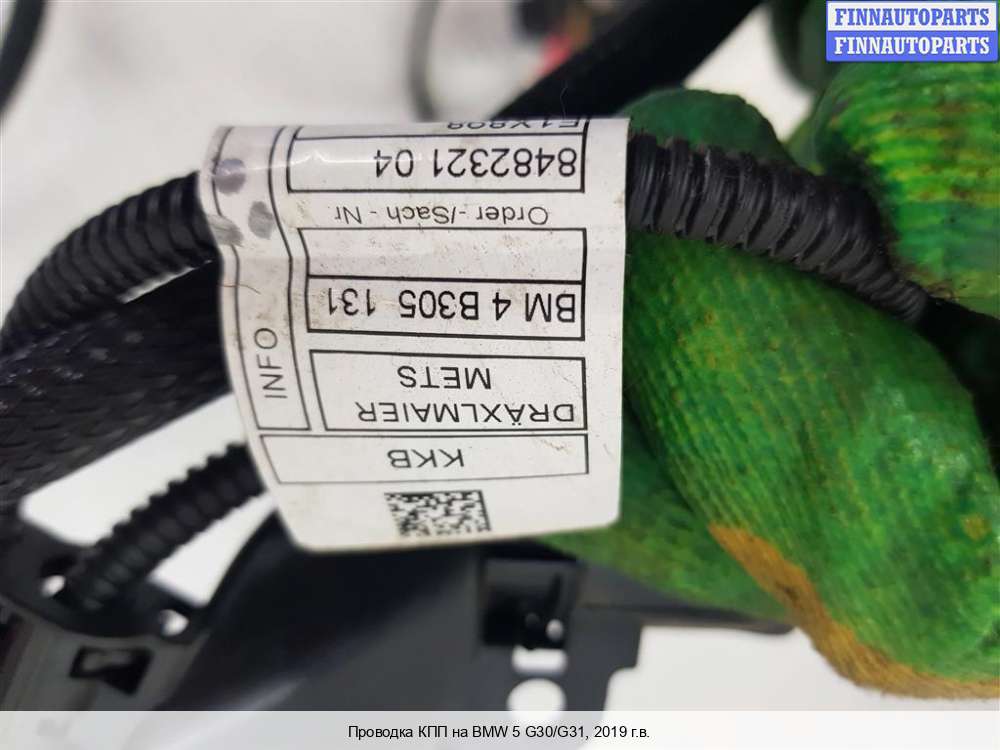 FINNAUTOPARTS
FINNAUTOPARTS
KKB
DRÄXLMAIER
METS
BM 4 B305 131
Order -/Sach - Nr
8482321 04
INFO
Проводка КПП на BMW 5 G30/G31, 2019 г.в.